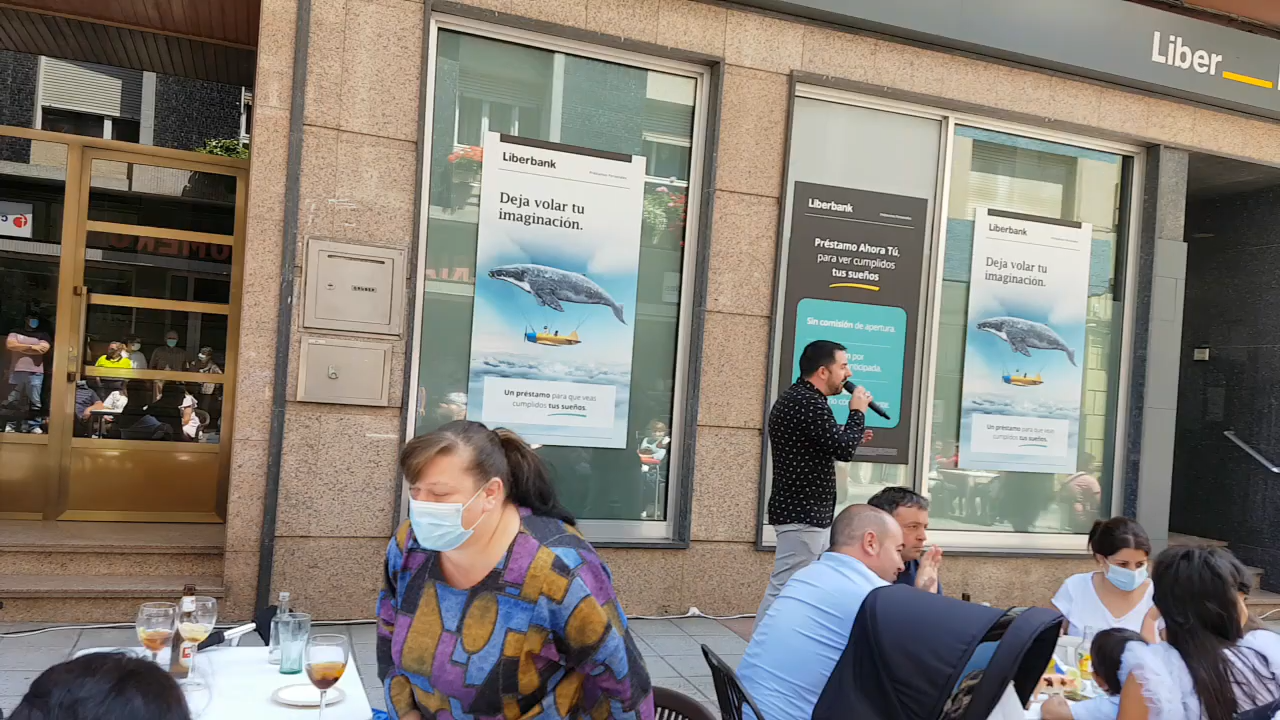 Liber
Liberbank
Deja volar tu
imaginación.
Un préstamo para que veas
cumplidos tus sueños.
Liberbank
Préstamo Ahora Tú,
para ver cumplidos
tus sueños
Sin comisión de apertura.
por
Liberbank
Deja volar tu
imaginación.
Un préstamo para que veas
cumplidos tus sueños.